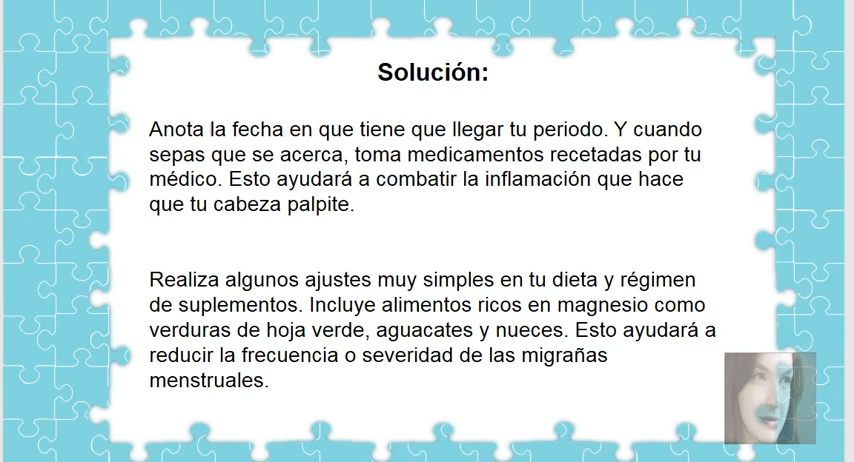 Solución:
Anota la fecha en que tiene que llegar tu periodo. Y cuando
sepas que se acerca, toma medicamentos recetadas por tu
médico. Esto ayudará a combatir la inflamación que hace
que tu cabeza palpite.
Realiza algunos ajustes muy simples en tu dieta y régimen
de suplementos. Incluye alimentos ricos en magnesio como
verduras de hoja verde, aguacates y nueces. Esto ayudará a
reducir la frecuencia o severidad de las migrañas
menstruales.